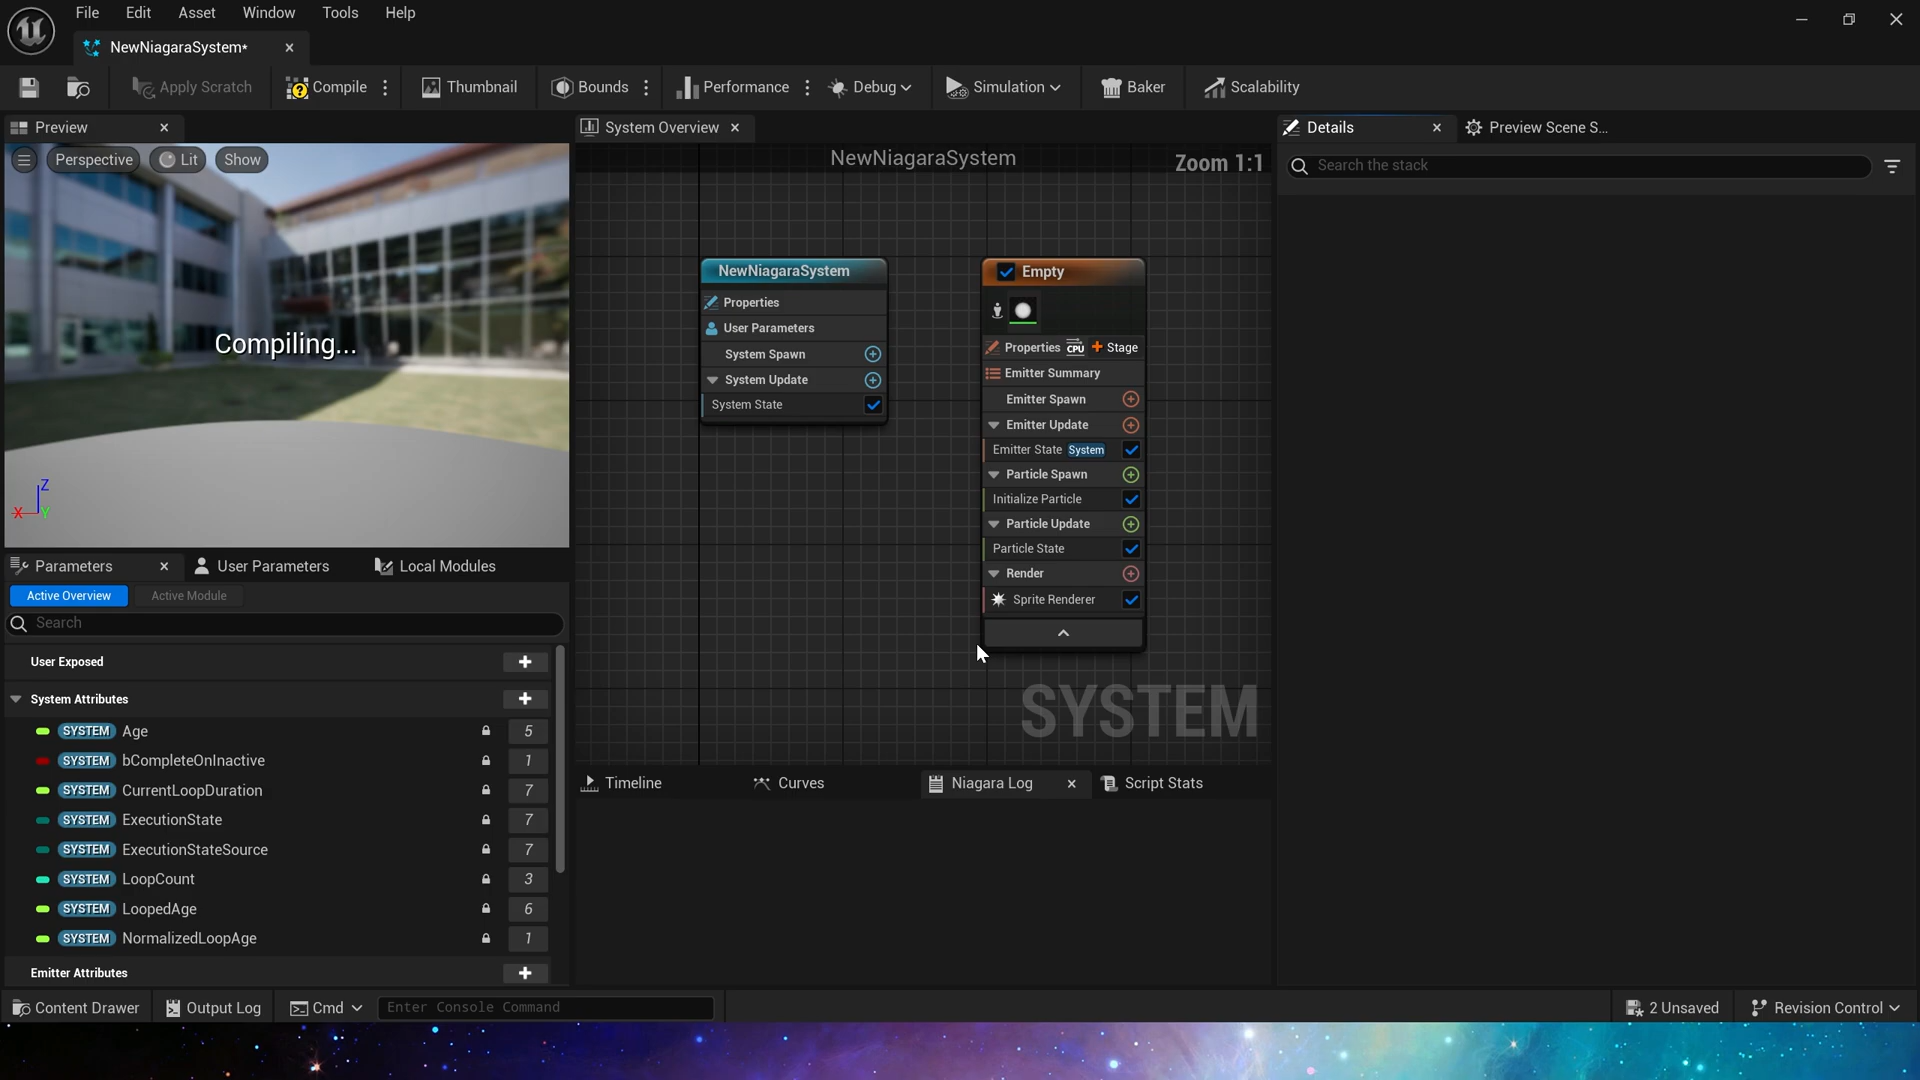 File Edit Asset Window Tools Help
NewNiagaraSystem*
Apply Scratch Compile Thumbnail Bounds Performance Debug Simulation Baker Scalability
Preview
System Overview
Details Preview Scene S...
Perspective Lit Show
NewNiagaraSystem
Zoom 1:1
Search the stack
Compiling...
Z
X Y
NewNiagaraSystem
Properties
User Parameters
System Spawn
System Update
System State
Empty
Properties CPU Stage
Emitter Summary
Emitter Spawn
Emitter Update
Emitter State System
Particle Spawn
Initialize Particle
Particle Update
Particle State
Render
Sprite Renderer
SYSTEM
Parameters User Parameters Local Modules
Active Overview Active Module
Search
User Exposed
System Attributes
SYSTEM Age 5
SYSTEM bCompleteOnInactive 1
SYSTEM CurrentLoopDuration 7
SYSTEM ExecutionState 7
SYSTEM ExecutionStateSource 7
SYSTEM LoopCount 3
SYSTEM LoopedAge 6
SYSTEM NormalizedLoopAge 1
Emitter Attributes
Timeline Curves Niagara Log Script Stats
Content Drawer Output Log Cmd Enter Console Command 2 Unsaved Revision Control